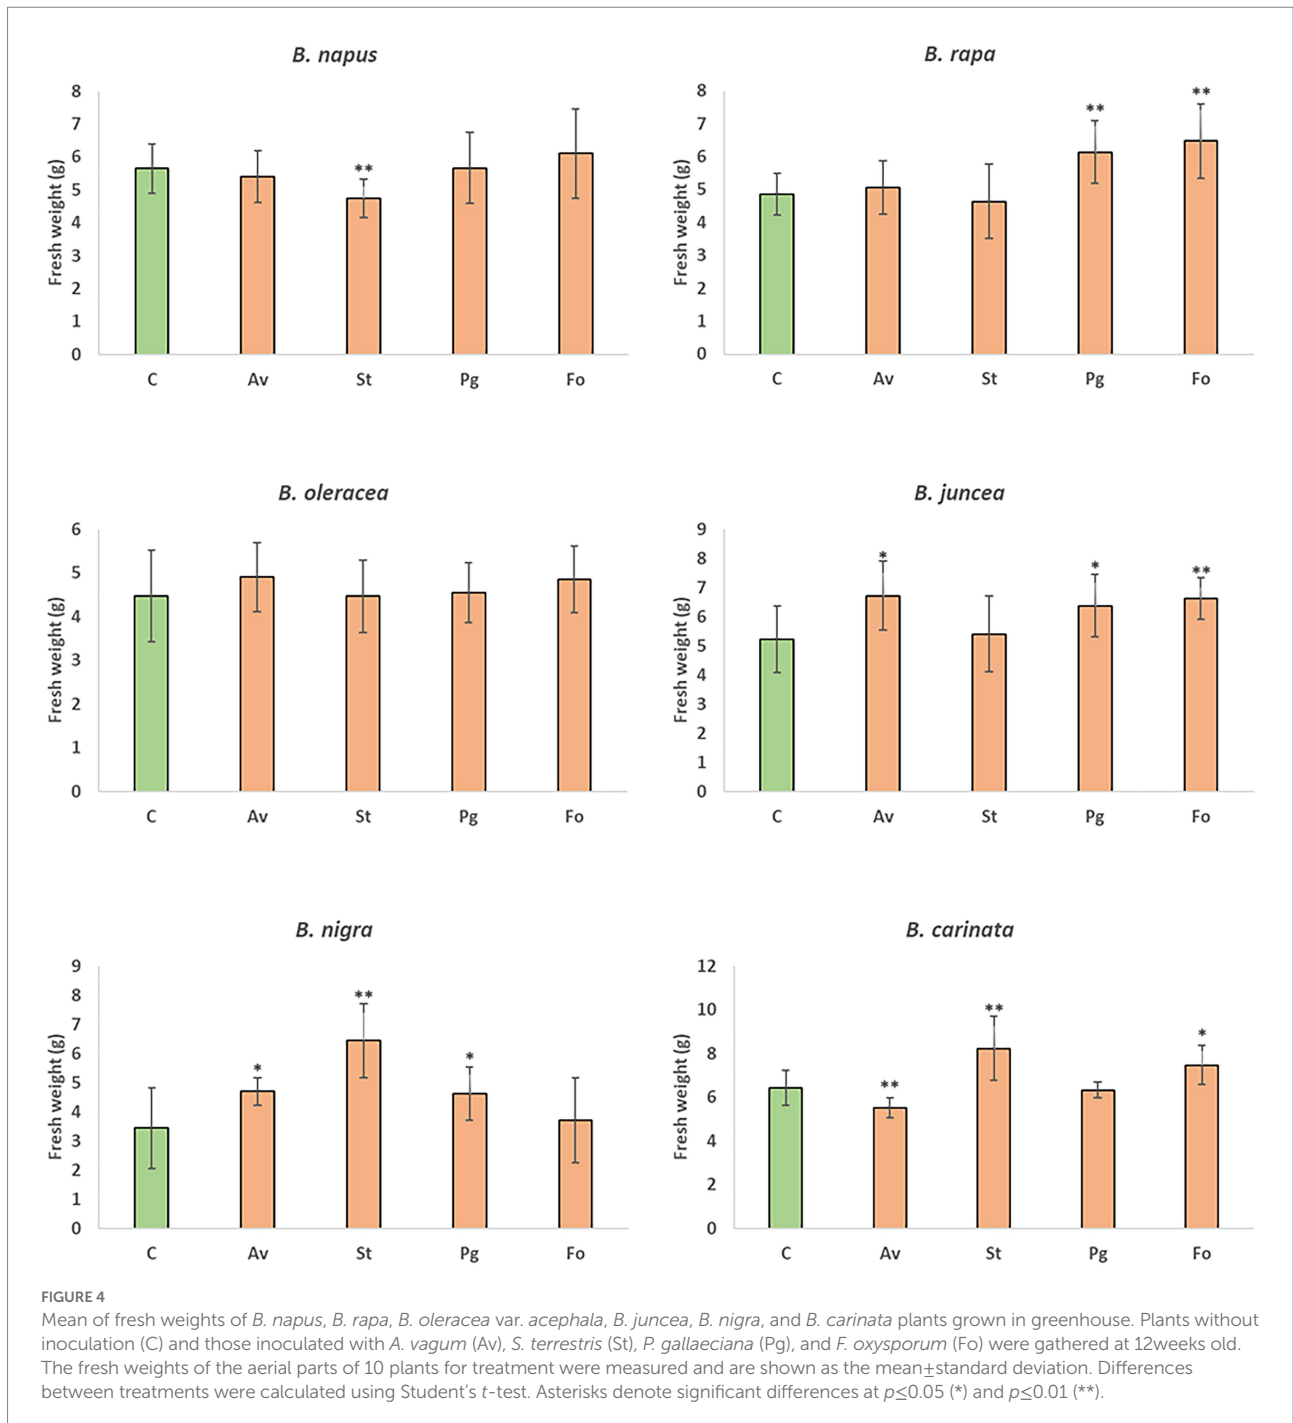 B. napus
Fresh weight (g)
8
7
6
5
4
3
2
1
0
**
C Av St Pg Fo
B. rapa
Fresh weight (g)
8
7
6
5
4
3
2
1
0
**
**
C Av St Pg Fo
B. oleracea
Fresh weight (g)
6
5
4
3
2
1
0
C Av St Pg Fo
B. juncea
Fresh weight (g)
9
8
7
6
5
4
3
2
1
0
*
*
**
C Av St Pg Fo
B. nigra
Fresh weight (g)
9
8
7
6
5
4
3
2
1
0
*
**
*
C Av St Pg Fo
B. carinata
Fresh weight (g)
12
10
8
6
4
2
0
**
**
*
C Av St Pg Fo
FIGURE 4
Mean of fresh weights of B. napus, B. rapa, B. oleracea var. acephala, B. juncea, B. nigra, and B. carinata plants grown in greenhouse. Plants without
inoculation (C) and those inoculated with A. vagum (Av), S. terrestris (St), P. gallaeciana (Pg), and F. oxysporum (Fo) were gathered at 12weeks old.
The fresh weights of the aerial parts of 10 plants for treatment were measured and are shown as the mean±standard deviation. Differences
between treatments were calculated using Student's t-test. Asterisks denote significant differences at p≤0.05 (*) and p≤0.01 (**).